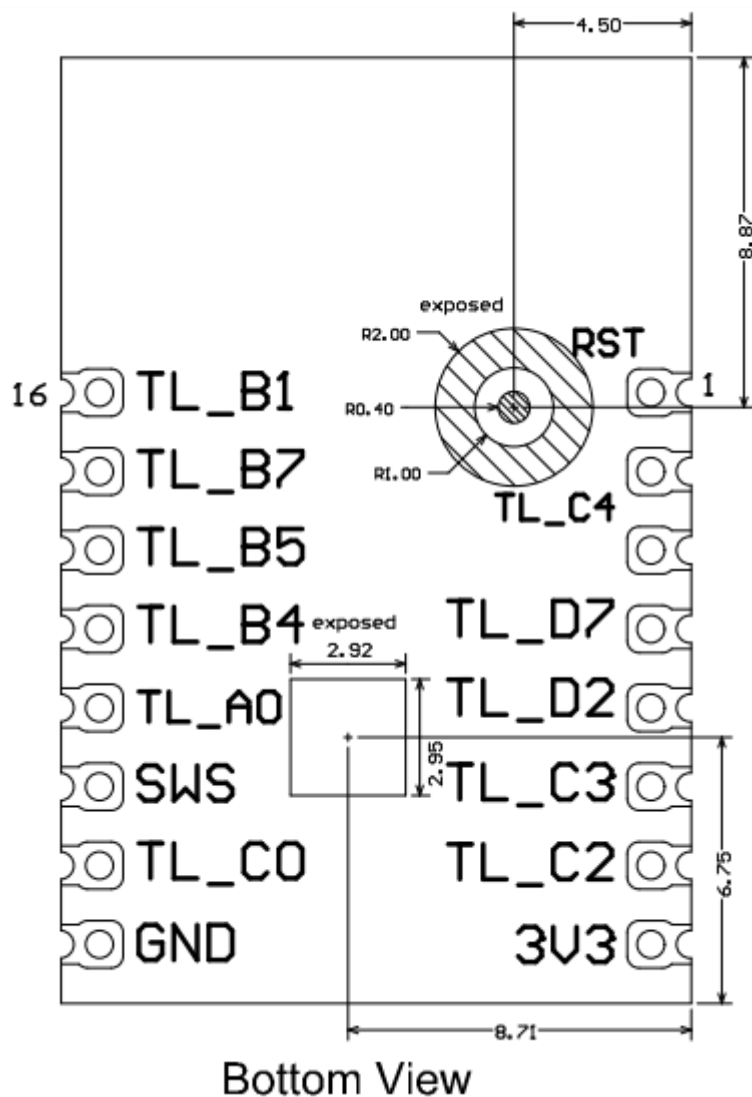 4.50
8.87
exposed
R2.00
RST
16
TL_B1
1
R0.40
TL_B7
R1.00
TL_C4
TL_B5
TL_B4
exposed
TL_D7
2.92
TL_A0
TL_D2
2.95
SWS
TL_C3
TL_C0
TL_C2
6.75
GND
3V3
8.71
Bottom View